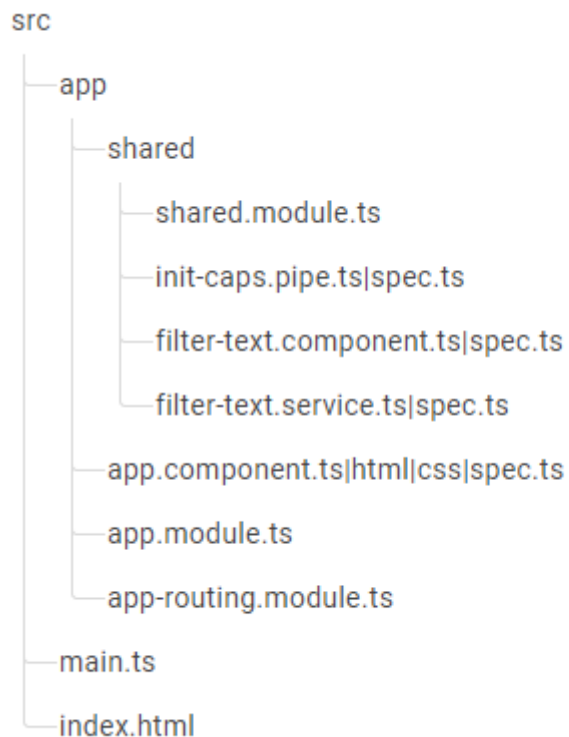 src
app
shared
shared.module.ts
init-caps.pipe.ts|spec.ts
filter-text.component.ts|spec.ts
filter-text.service.ts|spec.ts
app.component.ts|html|css|spec.ts
app.module.ts
app-routing.module.ts
main.ts
index.html